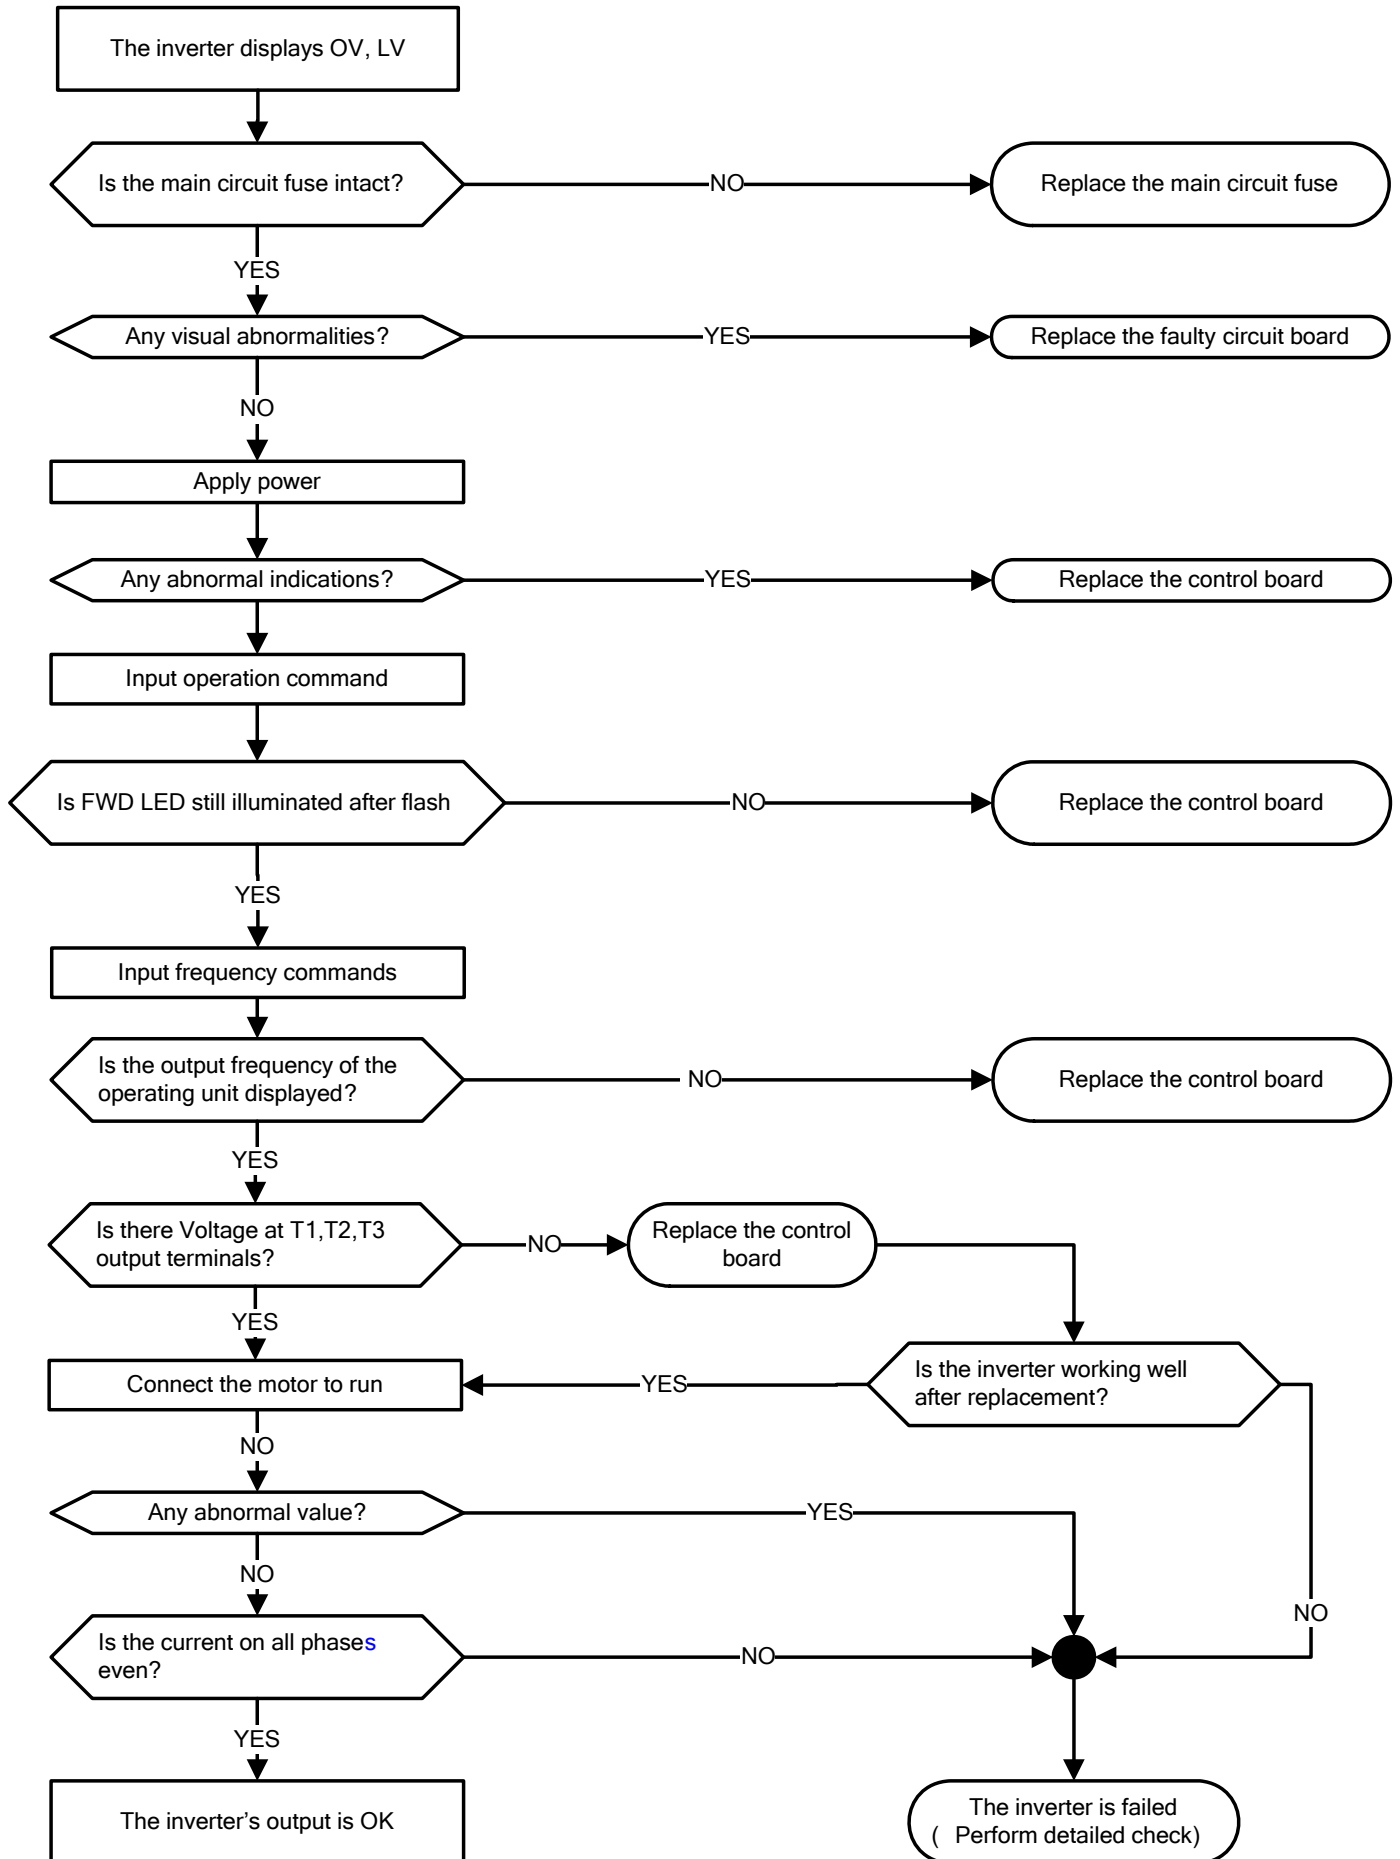 The inverter displays OV, LV
Is the main circuit fuse intact?
NO
Replace the main circuit fuse
YES
Any visual abnormalities?
YES
Replace the faulty circuit board
NO
Apply power
Any abnormal indications?
YES
Replace the control board
Input operation command
Is FWD LED still illuminated after flash
NO
Replace the control board
YES
Input frequency commands
Is the output frequency of the
operating unit displayed?
NO
Replace the control board
YES
Is there Voltage at T1,T2,T3
output terminals?
NO
Replace the control
board
YES
Connect the motor to run
YES
Is the inverter working well
after replacement?
NO
Any abnormal value?
YES
NO
NO
Is the current on all phases
even?
NO
YES
The inverter's output is OK
The inverter is failed
( Perform detailed check)